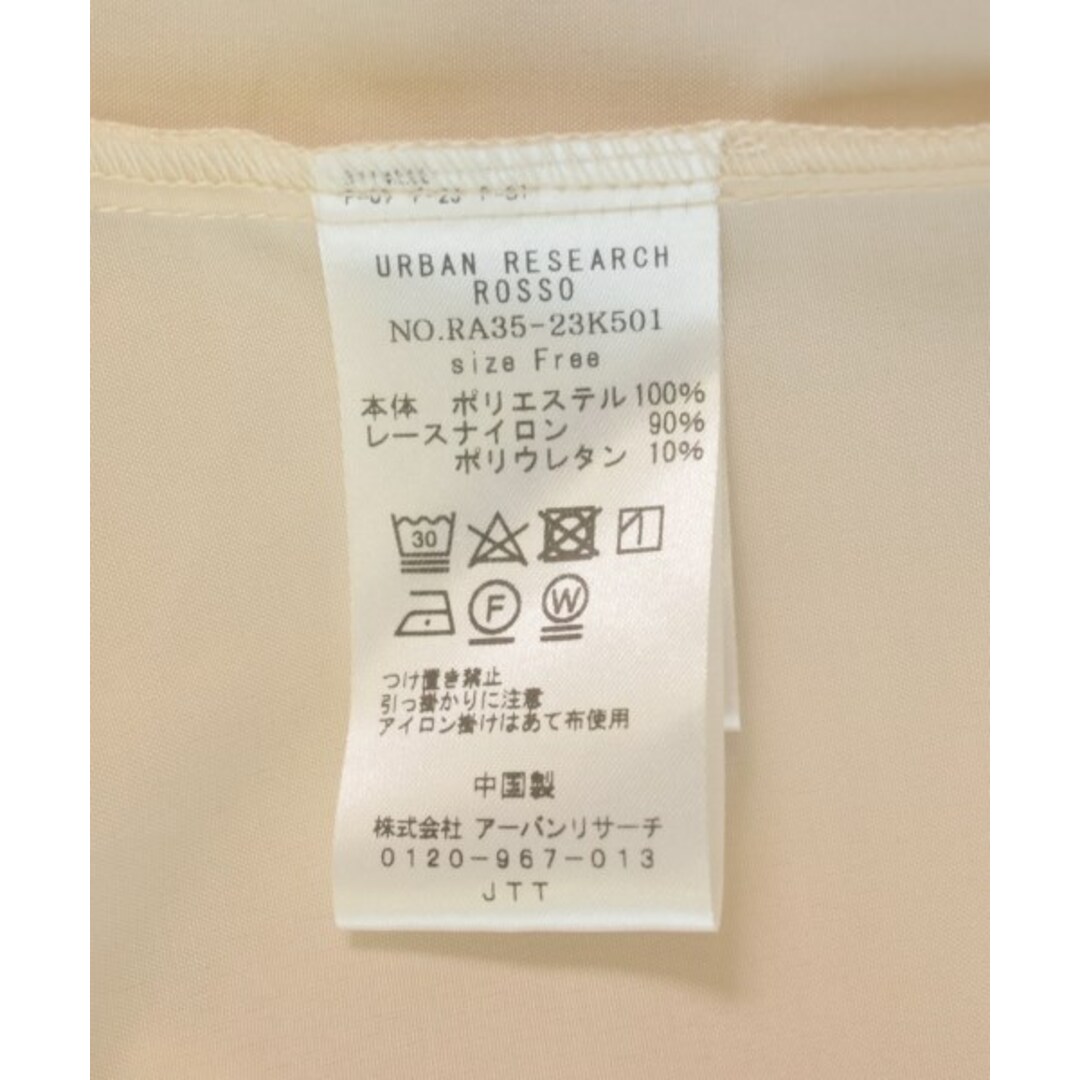 URBAN RESEARCH
ROSSO
NO.RA35-23K501
size Free
本体 ポリエステル 100%
レースナイロン 90%
ポリウレタン 10%
30
F W
つけ置き禁止
引っ掛かりに注意
アイロン掛けはあて布使用
中国製
株式会社 アーバンリサーチ
0120-967-013
JTT